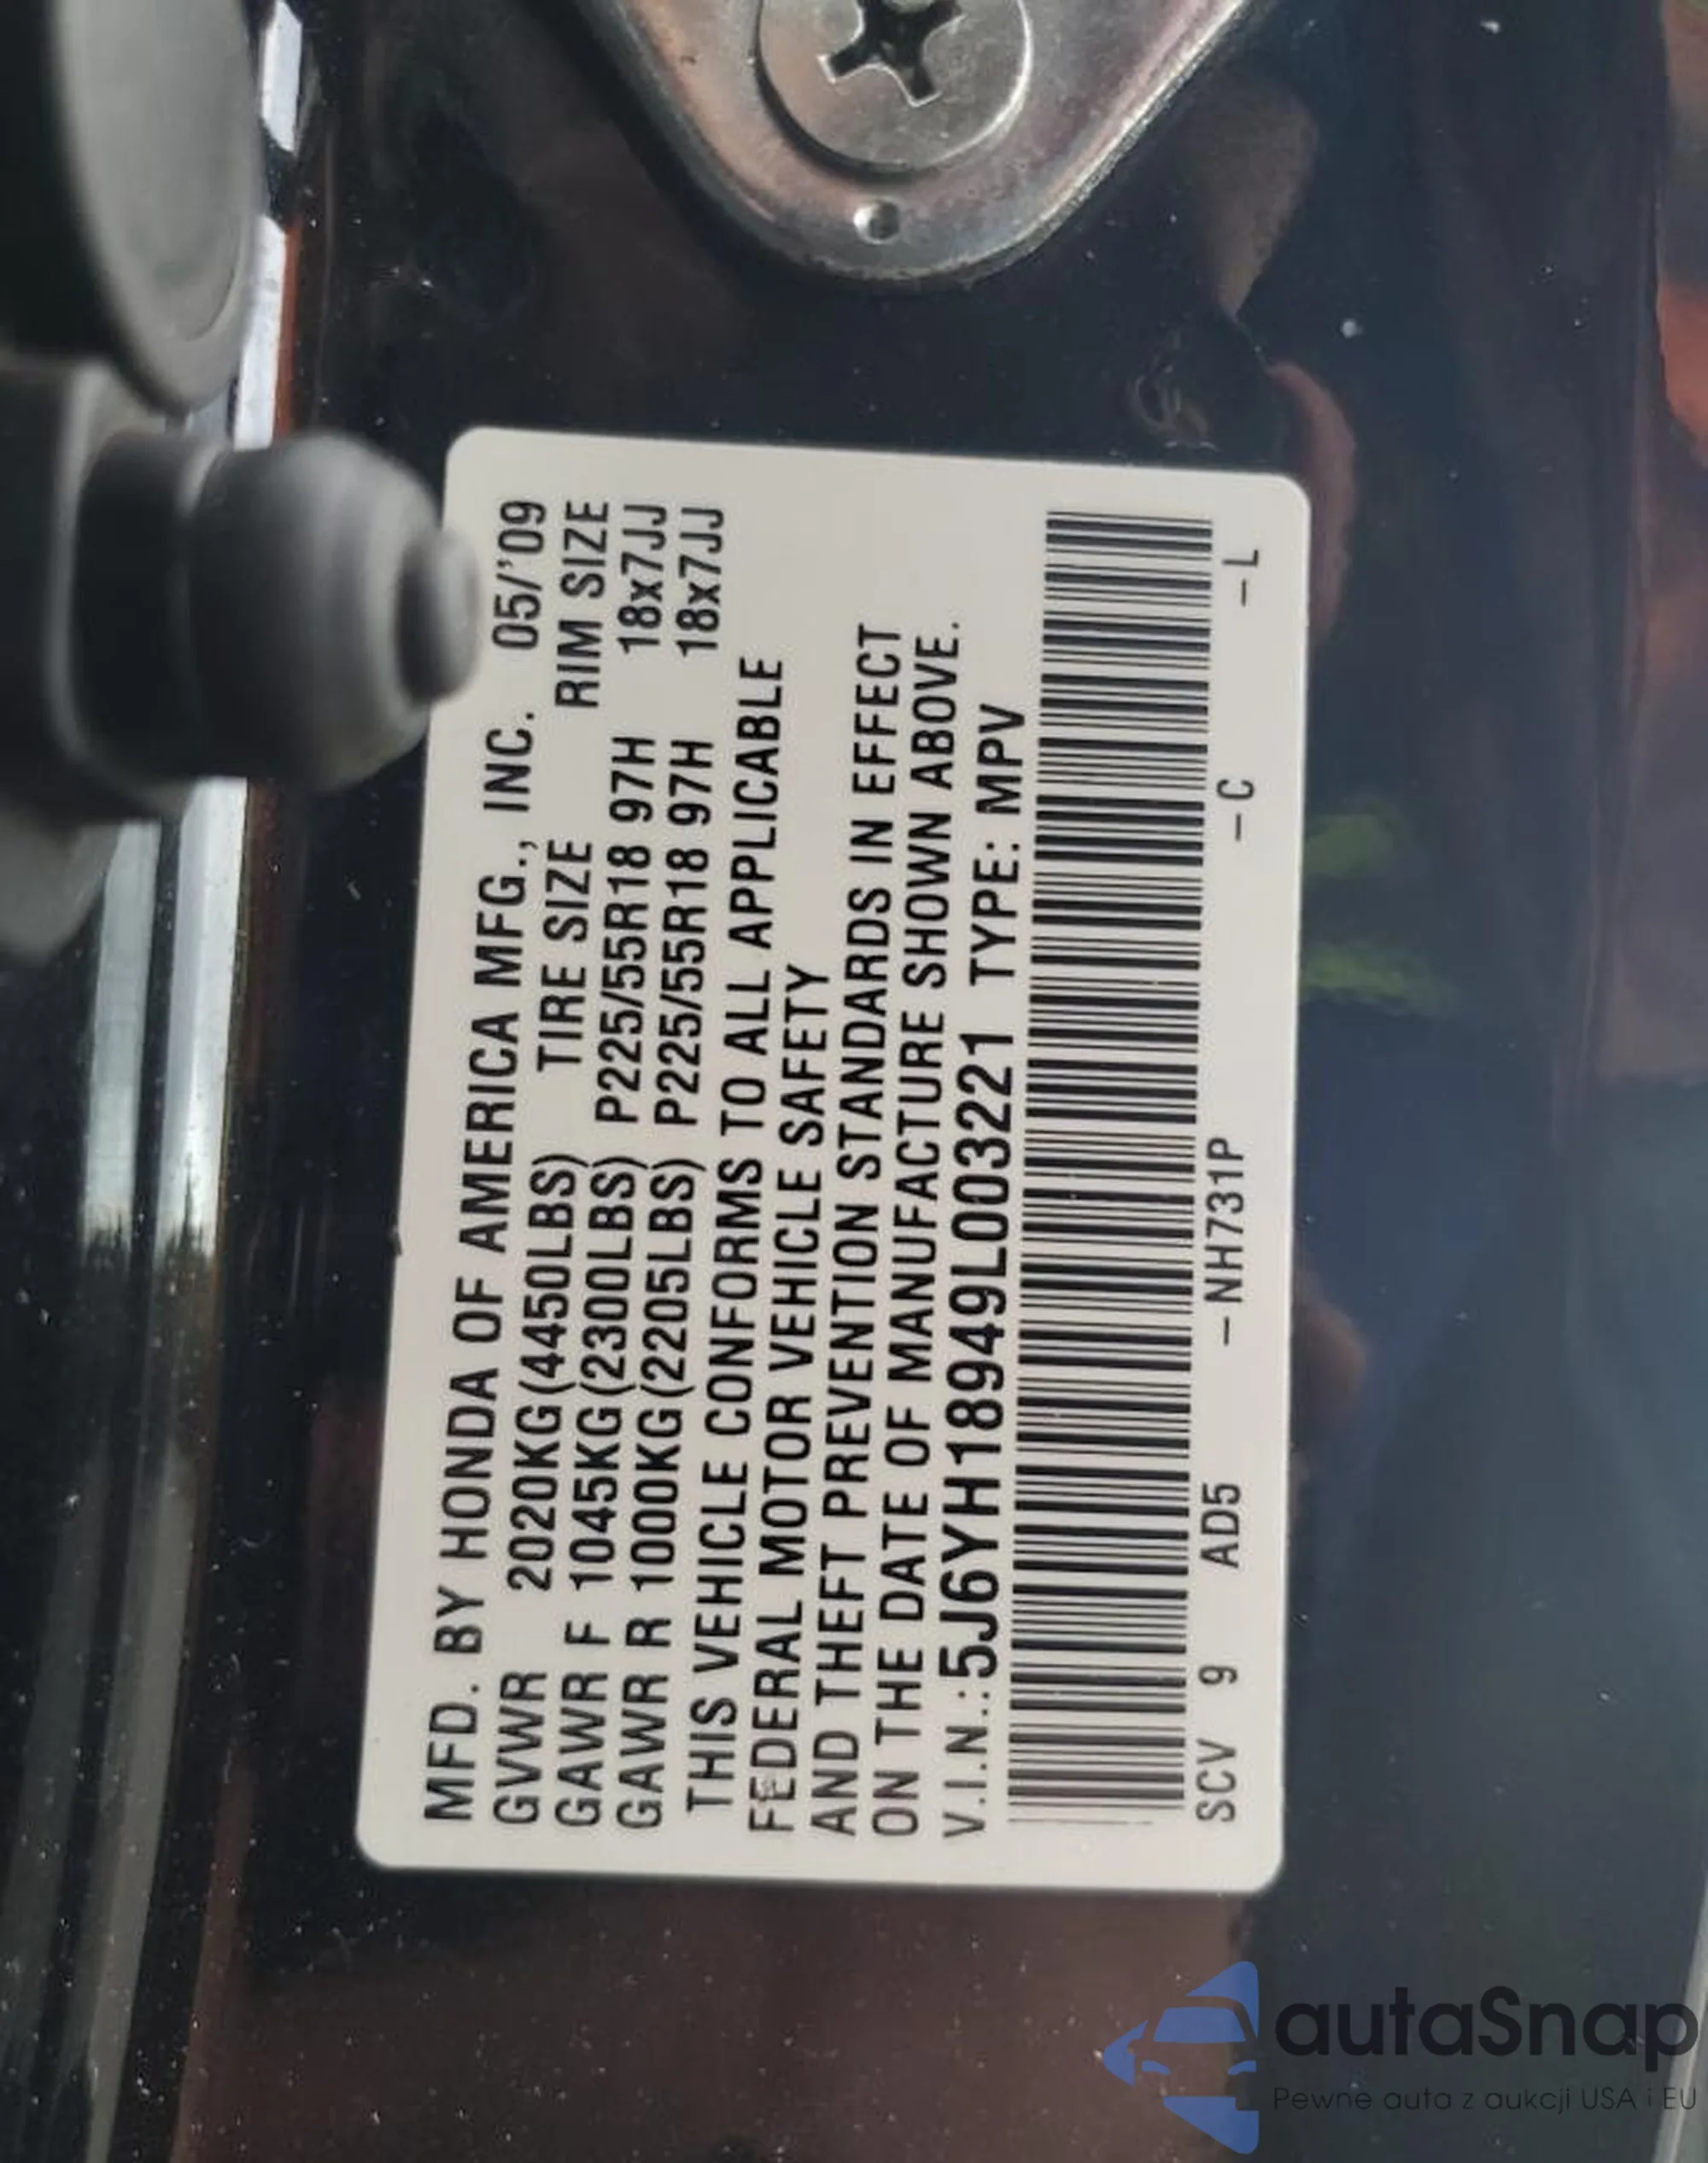 MFD. BY HONDA OF AMERICA MFG., INC. 05/'09
GVWR 2020KG(4450LBS) TIRE SIZE RIM SIZE
GAWR F 1045KG(2300LBS) P225/55R18 97H 18x7JJ
GAWR R 1000KG(2205LBS) P225/55R18 97H 18x7JJ
THIS VEHICLE CONFORMS TO ALL APPLICABLE
FEDERAL MOTOR VEHICLE SAFETY
AND THEFT PREVENTION STANDARDS IN EFFECT
ON THE DATE OF MANUFACTURE SHOWN ABOVE.
V.I.N.:5J6YH18949L003221 TYPE: MPV
SCV 9 AD5 –NH731P –C –L
autaSnap
Pewne auta z aukcji USA i EU